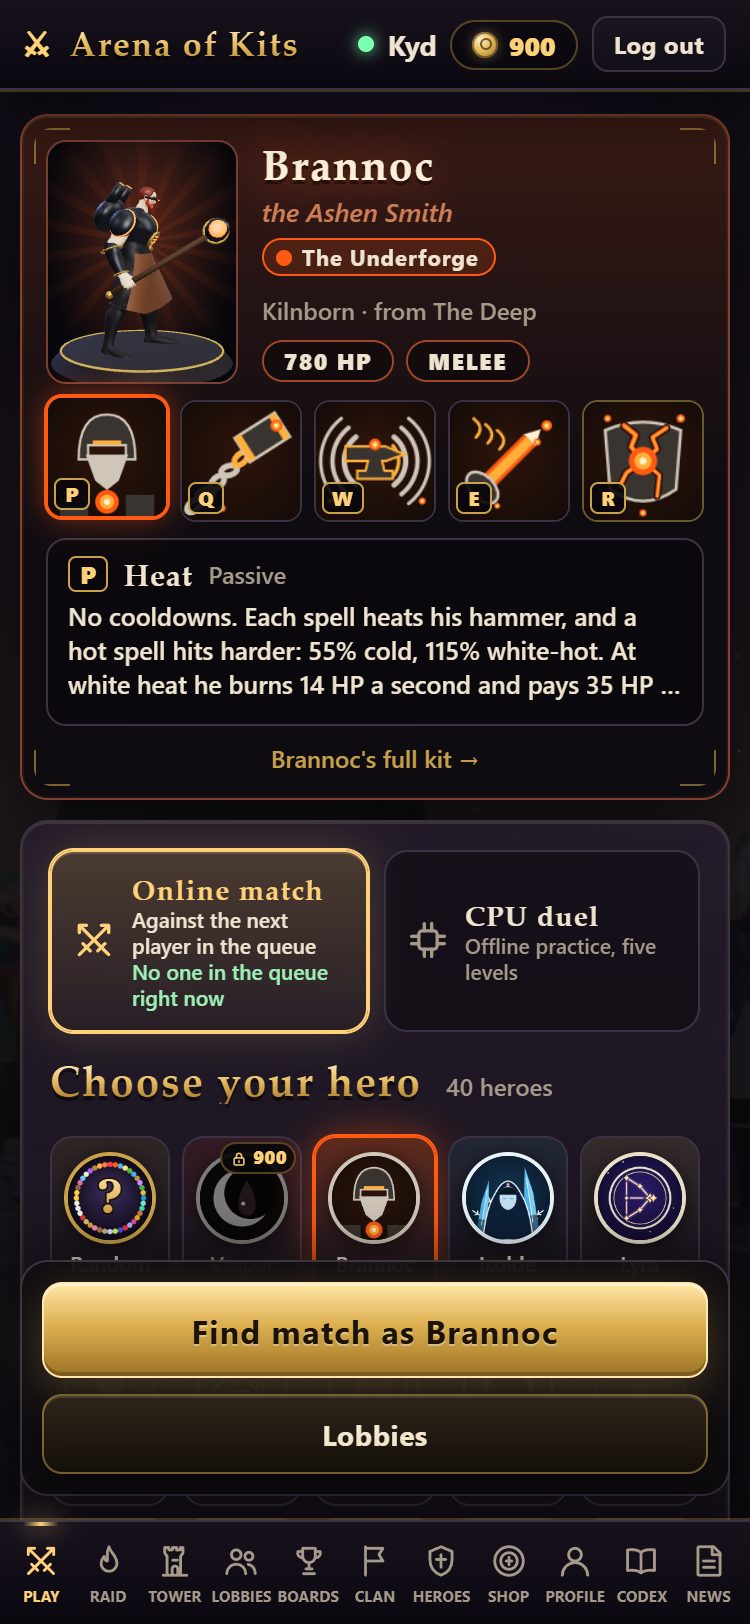 Arena of Kits
Kyd
900
Log out
Brannoc
the Ashen Smith
The Underforge
Kilnborn · from The Deep
780 HP
MELEE
P
Q
W
E
R
P Heat Passive
No cooldowns. Each spell heats his hammer, and a
hot spell hits harder: 55% cold, 115% white-hot. At
white heat he burns 14 HP a second and pays 35 HP ...
Brannoc's full kit →
Online match
Against the next
player in the queue
No one in the queue
right now
CPU duel
Offline practice, five
levels
Choose your hero
40 heroes
?
900
Random
Vesper
Brannoc
Isolde
Lyra
Find match as Brannoc
Lobbies
PLAY
RAID
TOWER
LOBBIES
BOARDS
CLAN
HEROES
SHOP
PROFILE
CODEX
NEWS